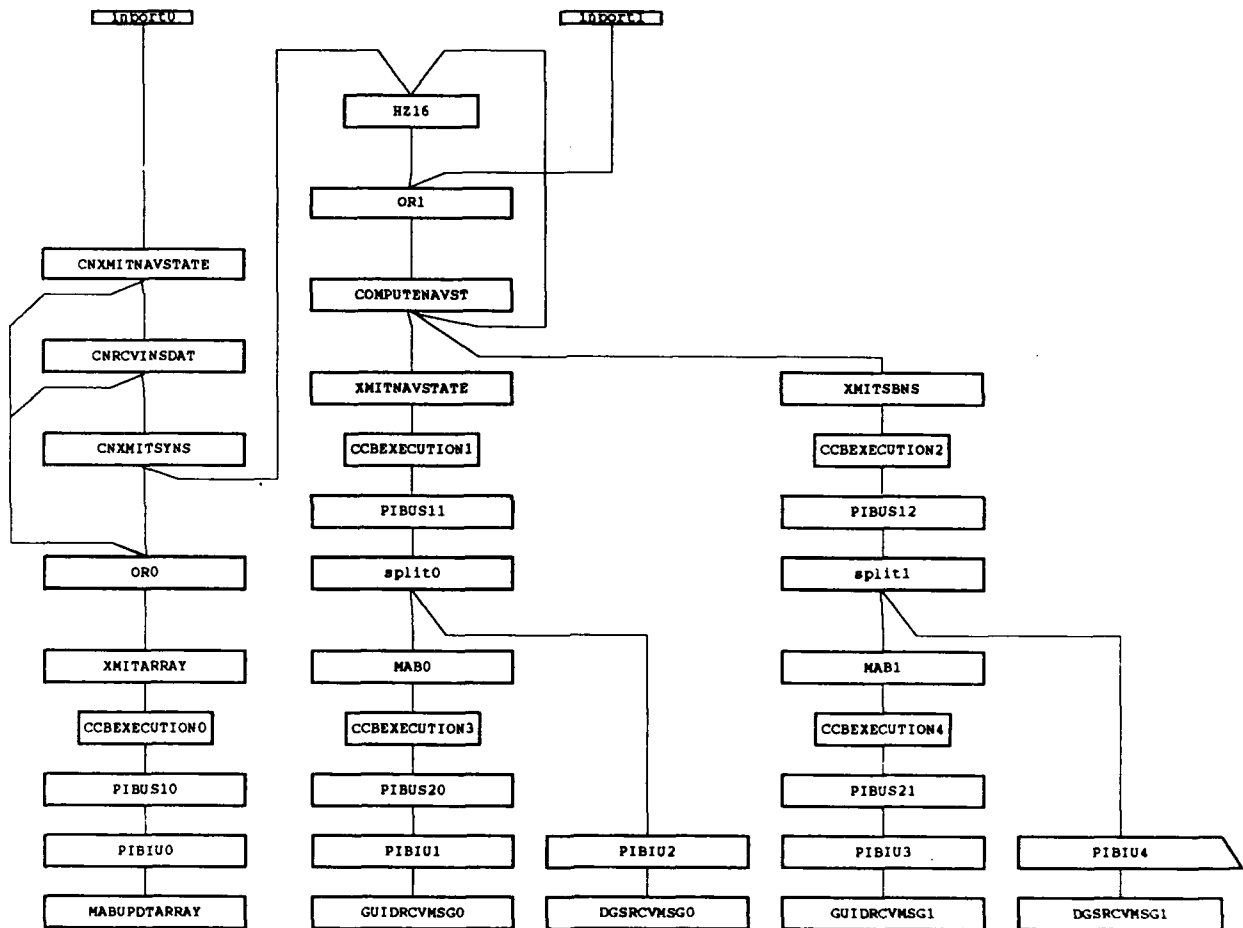 inport0
inport1
HZ16
OR1
CNXMITNAVSTATE
COMPUTENAVST
CNRCVINSDAT
XMITNAVSTATE
XMITSBNS
CNXMITSYNS
CCBEXECUTION1
CCBEXECUTION2
PIBUS11
PIBUS12
OR0
split0
split1
XMITARRAY
MAB0
MAB1
CCBEXECUTION0
CCBEXECUTION3
CCBEXECUTION4
PIBUS10
PIBUS20
PIBUS21
PIBIU0
PIBIU1
PIBIU2
PIBIU3
PIBIU4
MABUPDTARRAY
GUIDRCVMSG0
DGSRCVMSG0
GUIDRCVMSG1
DGSRCVMSG1